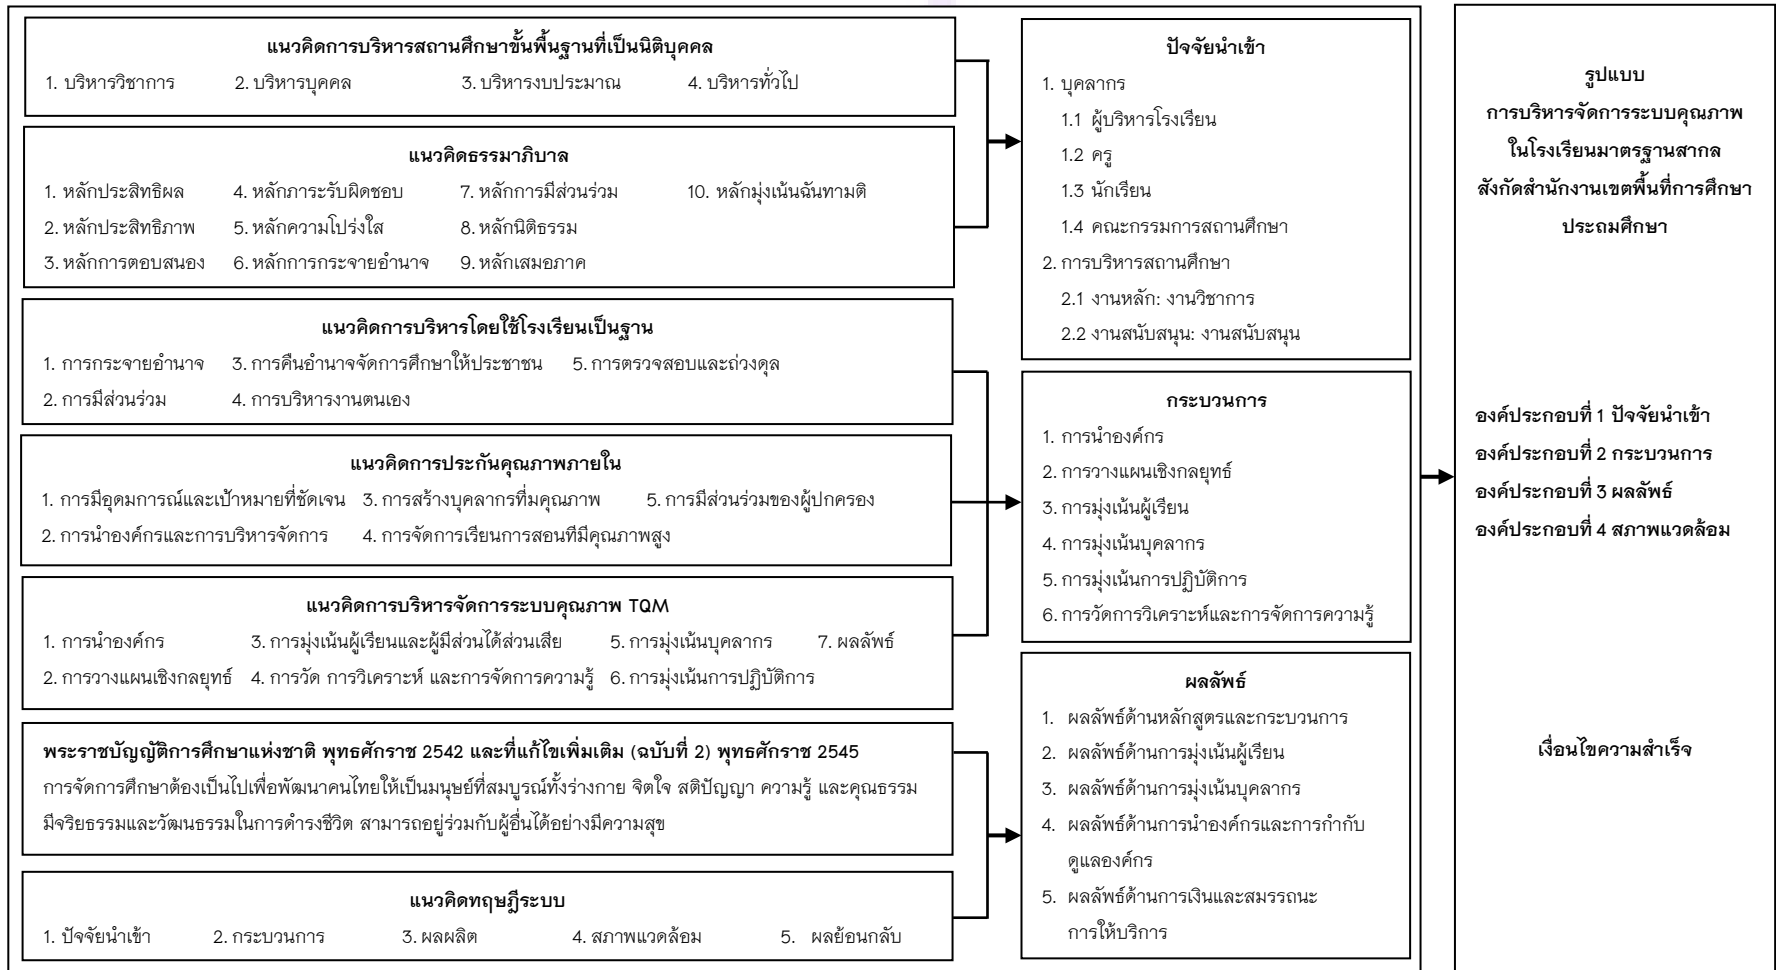 แนวคิดการบริหารสถานศึกษาขั้นพื้นฐานที่เป็นนิติบุคคล
1. บริหารวิชาการ 2. บริหารบุคคล 3. บริหารงบประมาณ 4. บริหารทั่วไป
แนวคิดธรรมาภิบาล
1. หลักประสิทธิผล 4. หลักภาระรับผิดชอบ 7. หลักการมีส่วนร่วม 10. หลักมุ่งเน้นฉันทามติ
2. หลักประสิทธิภาพ 5. หลักความโปร่งใส 8. หลักนิติธรรม
3. หลักการตอบสนอง 6. หลักการกระจายอำนาจ 9. หลักเสมอภาค
แนวคิดการบริหารโดยใช้โรงเรียนเป็นฐาน
1. การกระจายอำนาจ 3. การคืนอำนาจจัดการศึกษาให้ประชาชน 5. การตรวจสอบและถ่วงดุล
2. การมีส่วนร่วม 4. การบริหารงานตนเอง
แนวคิดการประกันคุณภาพภายใน
1. การมีอุดมการณ์และเป้าหมายที่ชัดเจน 3. การสร้างบุคลากรที่มคุณภาพ 5. การมีส่วนร่วมของผู้ปกครอง
2. การนำองค์กรและการบริหารจัดการ 4. การจัดการเรียนการสอนทีมีคุณภาพสูง
แนวคิดการบริหารจัดการระบบคุณภาพ TQM
1. การนำองค์กร 3. การมุ่งเน้นผู้เรียนและผู้มีส่วนได้ส่วนเสีย 5. การมุ่งเน้นบุคลากร 7. ผลลัพธ์
2. การวางแผนเชิงกลยุทธ์ 4. การวัด การวิเคราะห์ และการจัดการความรู้ 6. การมุ่งเน้นการปฏิบัติการ
พระราชบัญญัติการศึกษาแห่งชาติ พุทธศักราช 2542 และที่แก้ไขเพิ่มเติม (ฉบับที่ 2) พุทธศักราช 2545
การจัดการศึกษาต้องเป็นไปเพื่อพัฒนาคนไทยให้เป็นมนุษย์ที่สมบูรณ์ทั้งร่างกาย จิตใจ สติปัญญา ความรู้ และคุณธรรม
มีจริยธรรมและวัฒนธรรมในการดำรงชีวิต สามารถอยู่ร่วมกับผู้อื่นได้อย่างมีความสุข
แนวคิดทฤษฎีระบบ
1. ปัจจัยนำเข้า 2. กระบวนการ 3. ผลผลิต 4. สภาพแวดล้อม 5. ผลย้อนกลับ
ปัจจัยนำเข้า
1. บุคลากร
1.1 ผู้บริหารโรงเรียน
1.2 ครู
1.3 นักเรียน
1.4 คณะกรรมการสถานศึกษา
2. การบริหารสถานศึกษา
2.1 งานหลัก: งานวิชาการ
2.2 งานสนับสนุน: งานสนับสนุน
กระบวนการ
1. การนำองค์กร
2. การวางแผนเชิงกลยุทธ์
3. การมุ่งเน้นผู้เรียน
4. การมุ่งเน้นบุคลากร
5. การมุ่งเน้นการปฏิบัติการ
6. การวัดการวิเคราะห์และการจัดการความรู้
ผลลัพธ์
1. ผลลัพธ์ด้านหลักสูตรและกระบวนการ
2. ผลลัพธ์ด้านการมุ่งเน้นผู้เรียน
3. ผลลัพธ์ด้านการมุ่งเน้นบุคลากร
4. ผลลัพธ์ด้านการนำองค์กรและการกำกับ
ดูแลองค์กร
5. ผลลัพธ์ด้านการเงินและสมรรถนะ
การให้บริการ
รูปแบบ
การบริหารจัดการระบบคุณภาพ
ในโรงเรียนมาตรฐานสากล
สังกัดสำนักงานเขตพื้นที่การศึกษา
ประถมศึกษา
องค์ประกอบที่ 1 ปัจจัยนำเข้า
องค์ประกอบที่ 2 กระบวนการ
องค์ประกอบที่ 3 ผลลัพธ์
องค์ประกอบที่ 4 สภาพแวดล้อม
เงื่อนไขความสำเร็จ